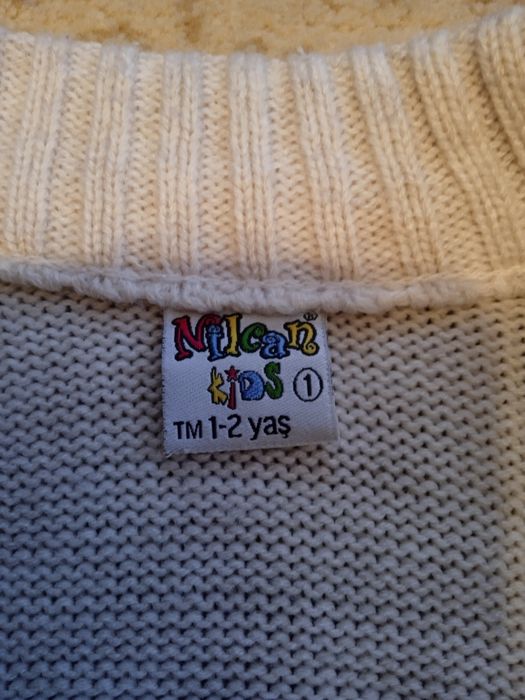 Nilcan®
KiDS ①
TM 1-2 yaş